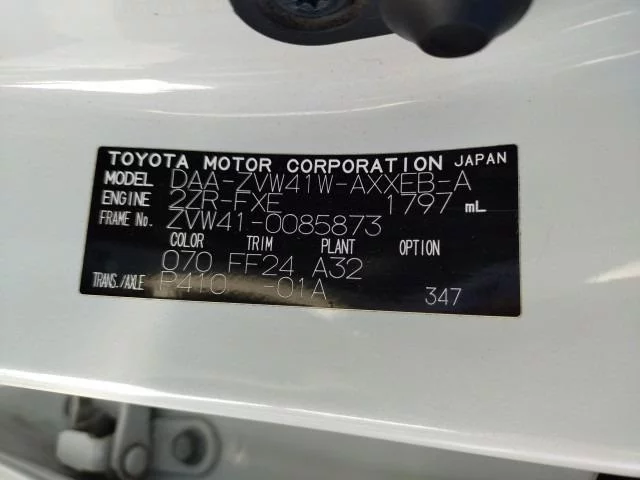 TOYOTA MOTOR CORPORATION JAPAN
MODEL DAA-ZVW41W-AXXEB-A
ENGINE 2ZR-FXE 1797 mL
FRAME NO. ZVW41-0085873
COLOR TRIM PLANT OPTION
070 FF24 A32
TRANS./AXLE P410 -01A 347